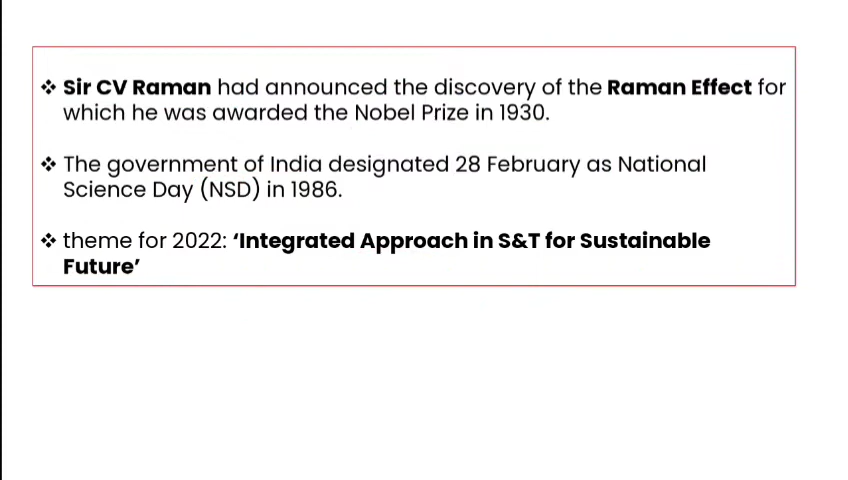 ❖ Sir CV Raman had announced the discovery of the Raman Effect for
which he was awarded the Nobel Prize in 1930.
❖ The government of India designated 28 February as National
Science Day (NSD) in 1986.
❖ theme for 2022: ‘Integrated Approach in S&T for Sustainable
Future’